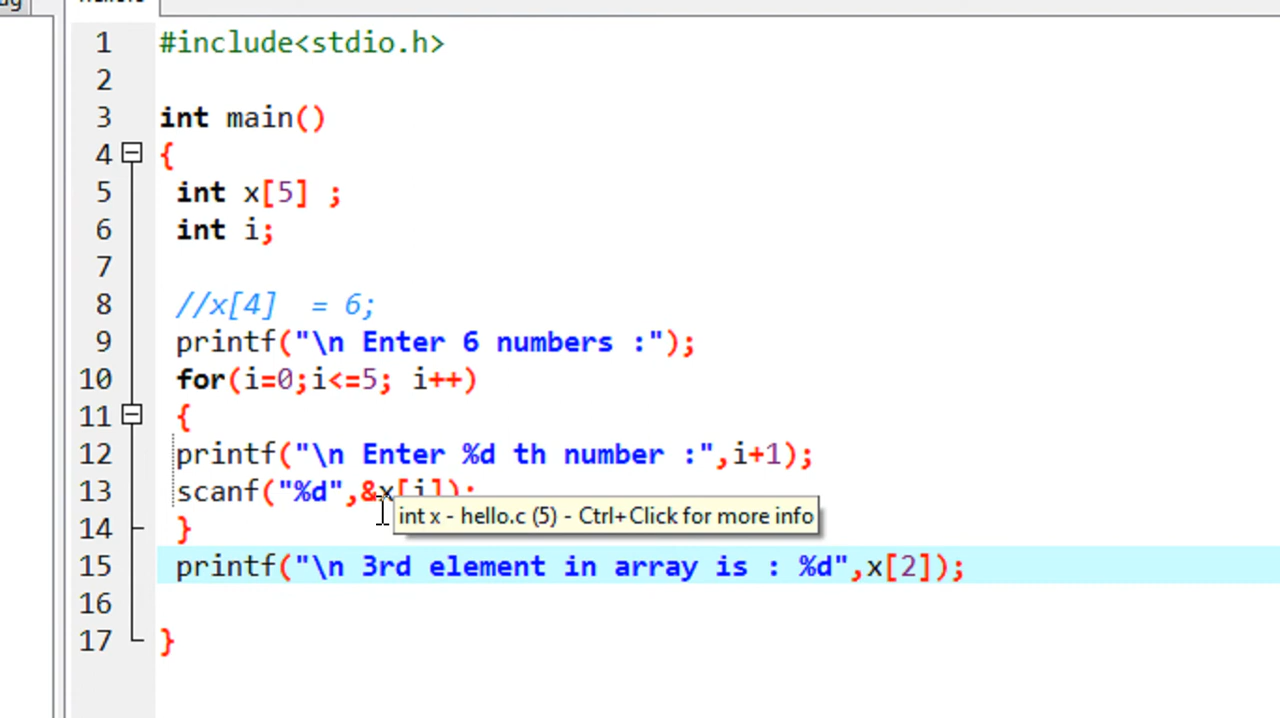 1 #include<stdio.h>
2
3 int main()
4 {
5 int x[5] ;
6 int i;
7
8 //x[4]  = 6;
9 printf("\n Enter 6 numbers :");
10 for(i=0;i<=5; i++)
11 {
12 printf("\n Enter %d th number :",i+1);
13 scanf("%d",&x[i]);
int x - hello.c (5) - Ctrl+Click for more info
14 }
15 printf("\n 3rd element in array is : %d",x[2]);
16
17 }